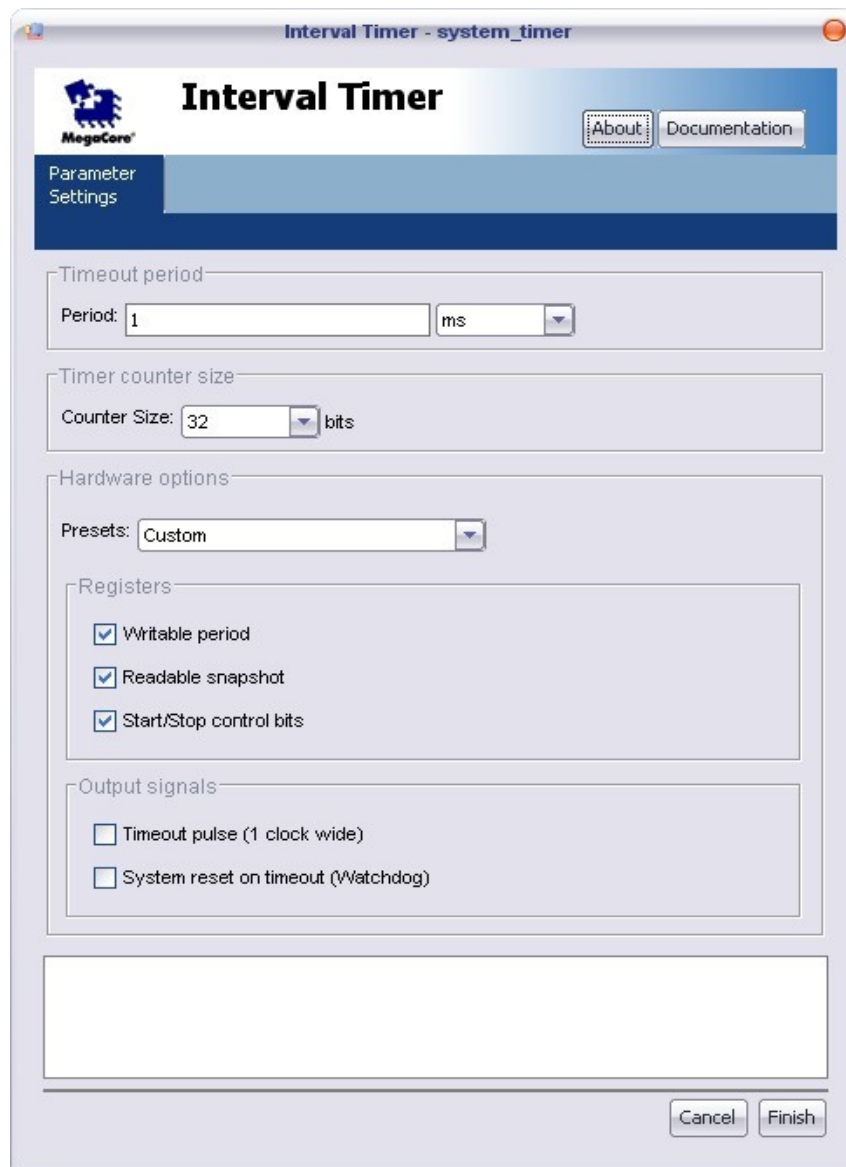 Interval Timer - system_timer
MegaCore®
Interval Timer
About
Documentation
Parameter
Settings
Timeout period
Period: 1 ms
Timer counter size
Counter Size: 32 bits
Hardware options
Presets: Custom
Registers
Writable period
Readable snapshot
Start/Stop control bits
Output signals
Timeout pulse (1 clock wide)
System reset on timeout (Watchdog)
Cancel
Finish